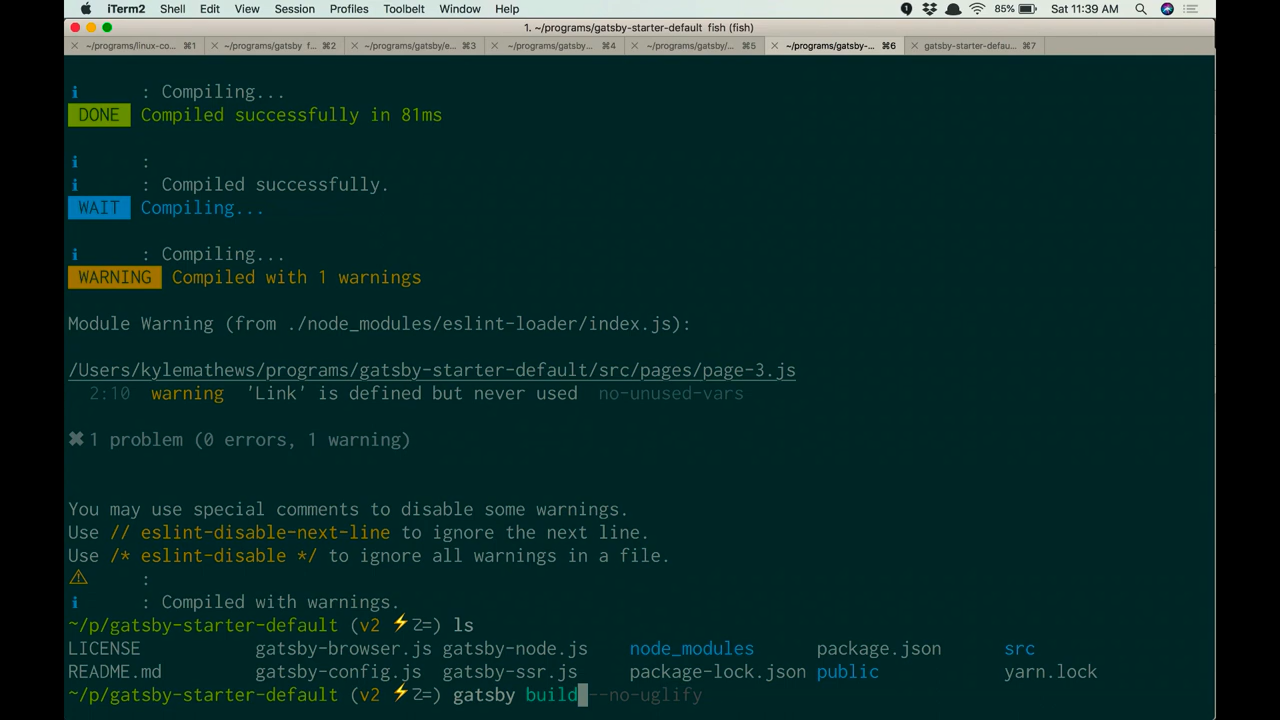 iTerm2 Shell Edit View Session Profiles Toolbelt Window Help 85% Sat 11:39 AM
1. ~/programs/gatsby-starter-default fish (fish)
~/programs/linux-co... ⌘1 ~/programs/gatsby f... ⌘2 ~/programs/gatsby/e... ⌘3 ~/programs/gatsby... ⌘4 ~/programs/gatsby/... ⌘5 ~/programs/gatsby-... ⌘6 gatsby-starter-defau... ⌘7
ℹ : Compiling...
DONE Compiled successfully in 81ms
ℹ :
ℹ : Compiled successfully.
WAIT Compiling...
ℹ : Compiling...
WARNING Compiled with 1 warnings
Module Warning (from ./node_modules/eslint-loader/index.js):
/Users/kylemathews/programs/gatsby-starter-default/src/pages/page-3.js
2:10 warning 'Link' is defined but never used no-unused-vars
✖ 1 problem (0 errors, 1 warning)
You may use special comments to disable some warnings.
Use // eslint-disable-next-line to ignore the next line.
Use /* eslint-disable */ to ignore all warnings in a file.
⚠ :
ℹ : Compiled with warnings.
~/p/gatsby-starter-default (v2 ⚡☡=) ls
LICENSE gatsby-browser.js gatsby-node.js node_modules package.json src
README.md gatsby-config.js gatsby-ssr.js package-lock.json public yarn.lock
~/p/gatsby-starter-default (v2 ⚡☡=) gatsby build --no-uglify